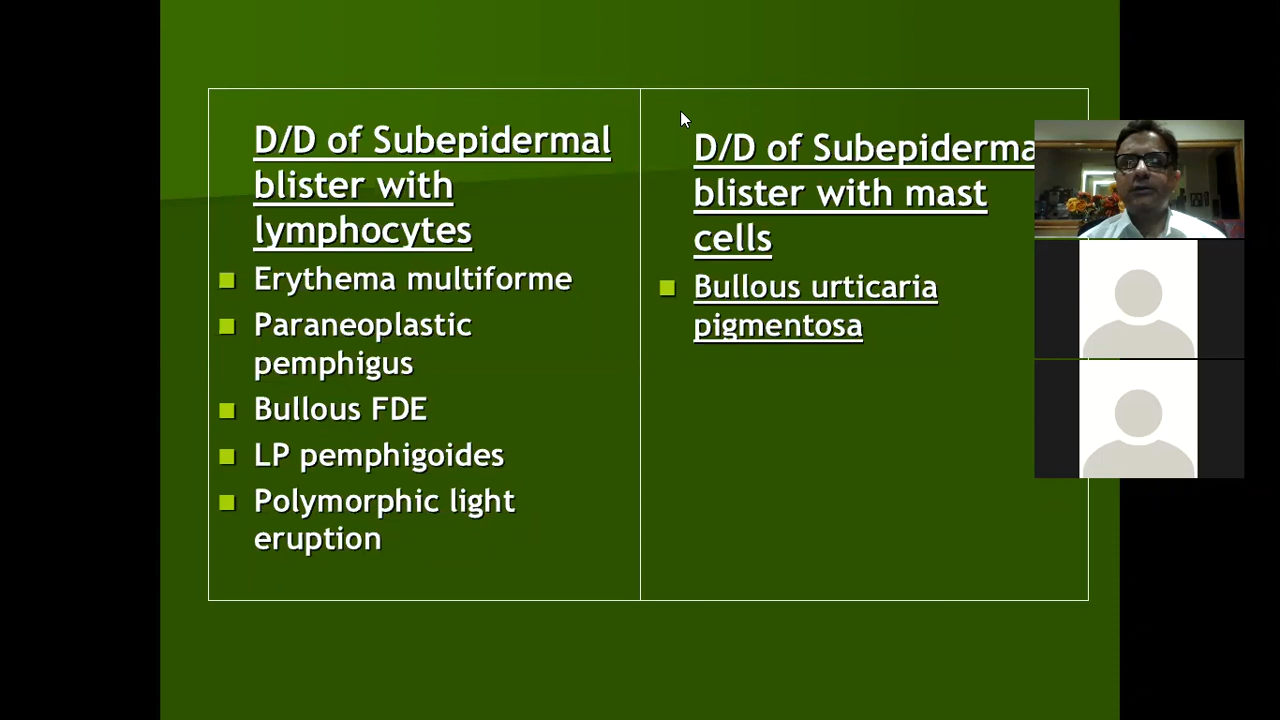 D/D of Subepidermal
blister with
lymphocytes
Erythema multiforme
Paraneoplastic
pemphigus
Bullous FDE
LP pemphigoides
Polymorphic light
eruption
D/D of Subepiderma
blister with mast
cells
Bullous urticaria
pigmentosa